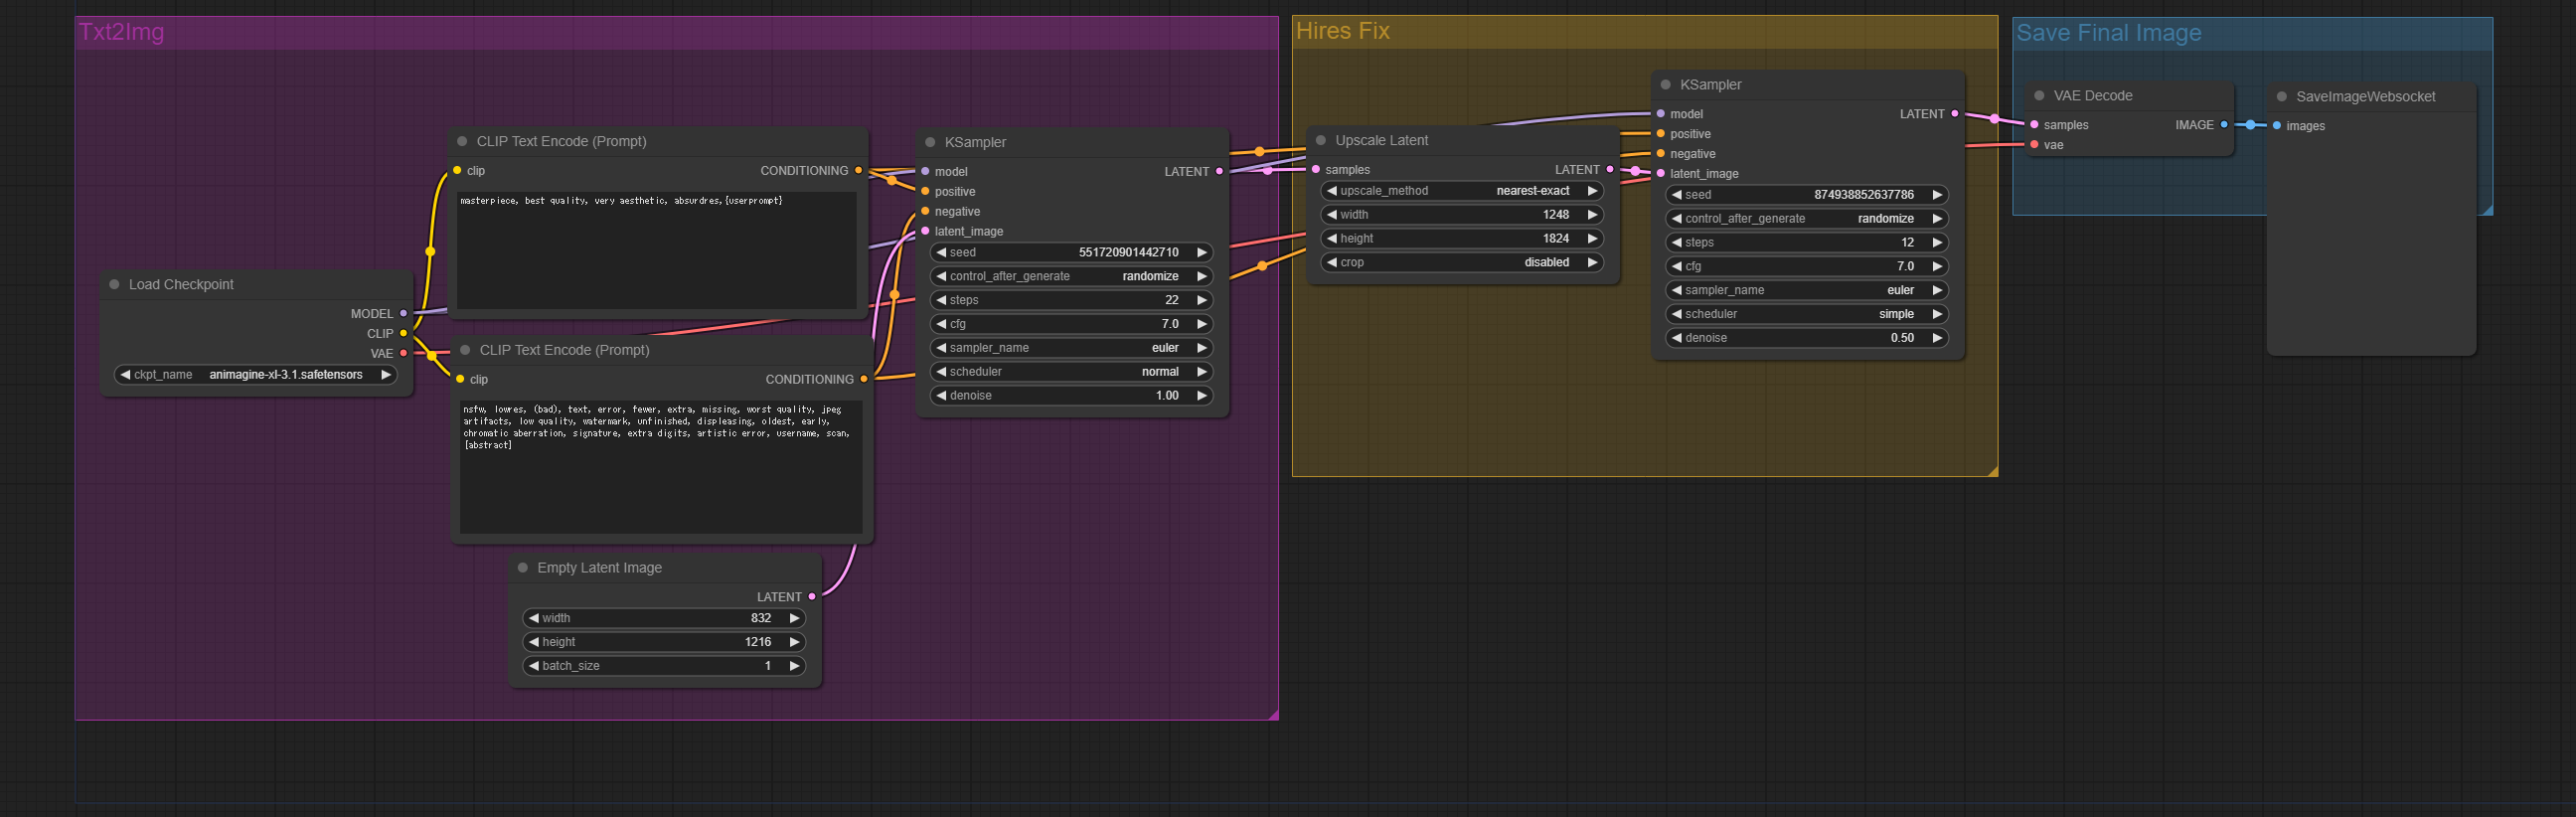 Txt2Img
Load Checkpoint
MODEL
CLIP
VAE
ckpt_name animagine-xl-3.1.safetensors
CLIP Text Encode (Prompt)
clip CONDITIONING
masterpiece, best quality, very aesthetic, absurdres,{userprompt}
CLIP Text Encode (Prompt)
clip CONDITIONING
nsfw, lowres, (bad), text, error, fewer, extra, missing, worst quality, jpeg
artifacts, low quality, watermark, unfinished, displeasing, oldest, early,
chromatic aberration, signature, extra digits, artistic error, username, scan,
[abstract]
Empty Latent Image
LATENT
width 832
height 1216
batch_size 1
KSampler
model LATENT
positive
negative
latent_image
seed 551720901442710
control_after_generate randomize
steps 22
cfg 7.0
sampler_name euler
scheduler normal
denoise 1.00
Hires Fix
Upscale Latent
samples LATENT
upscale_method nearest-exact
width 1248
height 1824
crop disabled
KSampler
model LATENT
positive
negative
latent_image
seed 874938852637786
control_after_generate randomize
steps 12
cfg 7.0
sampler_name euler
scheduler simple
denoise 0.50
Save Final Image
VAE Decode
samples IMAGE
vae
SaveImageWebsocket
images